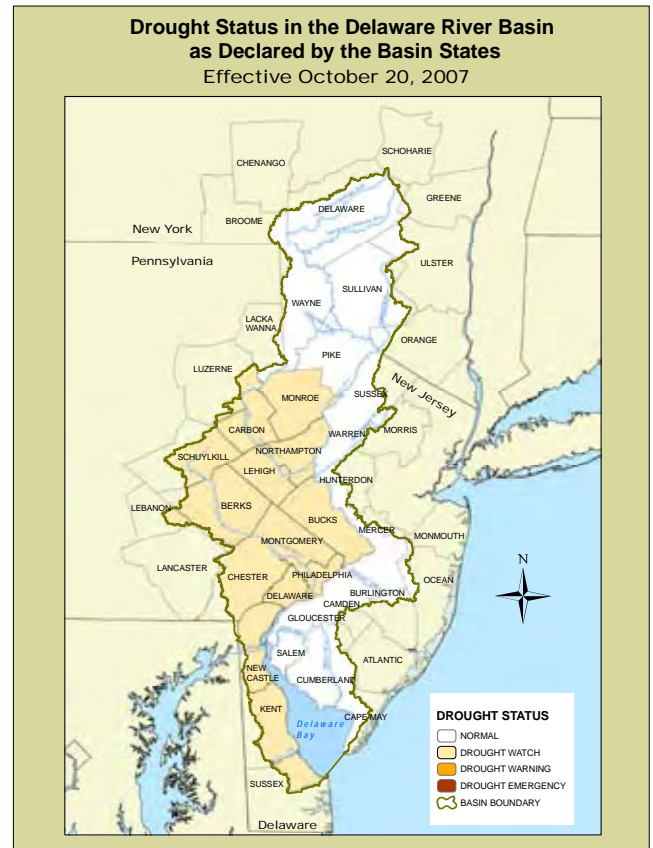 Drought Status in the Delaware River Basin
as Declared by the Basin States
Effective October 20, 2007
SCHOHARIE
CHENANGO
GREENE
DELAWARE
BROOME
New York
Pennsylvania
ULSTER
SULLIVAN
WAYNE
LACKA
WANNA
ORANGE
PIKE
LUZERNE
New Jersey
SUSSEX
MONROE
CARBON
WARREN
MORRIS
NORTHAMPTON
SCHUYLKILL
LEHIGH
HUNTERDON
LEBANON
BERKS
BUCKS
MERCER
MONMOUTH
MONTGOMERY
LANCASTER
CHESTER
PHILADELPHIA
OCEAN
DELAWARE
BURLINGTON
CAMDEN
GLOUCESTER
SALEM
ATLANTIC
NEW
CASTLE
CUMBERLAND
KENT
CAPE MAY
Delaware
Bay
SUSSEX
Delaware
N
DROUGHT STATUS
NORMAL
DROUGHT WATCH
DROUGHT WARNING
DROUGHT EMERGENCY
BASIN BOUNDARY